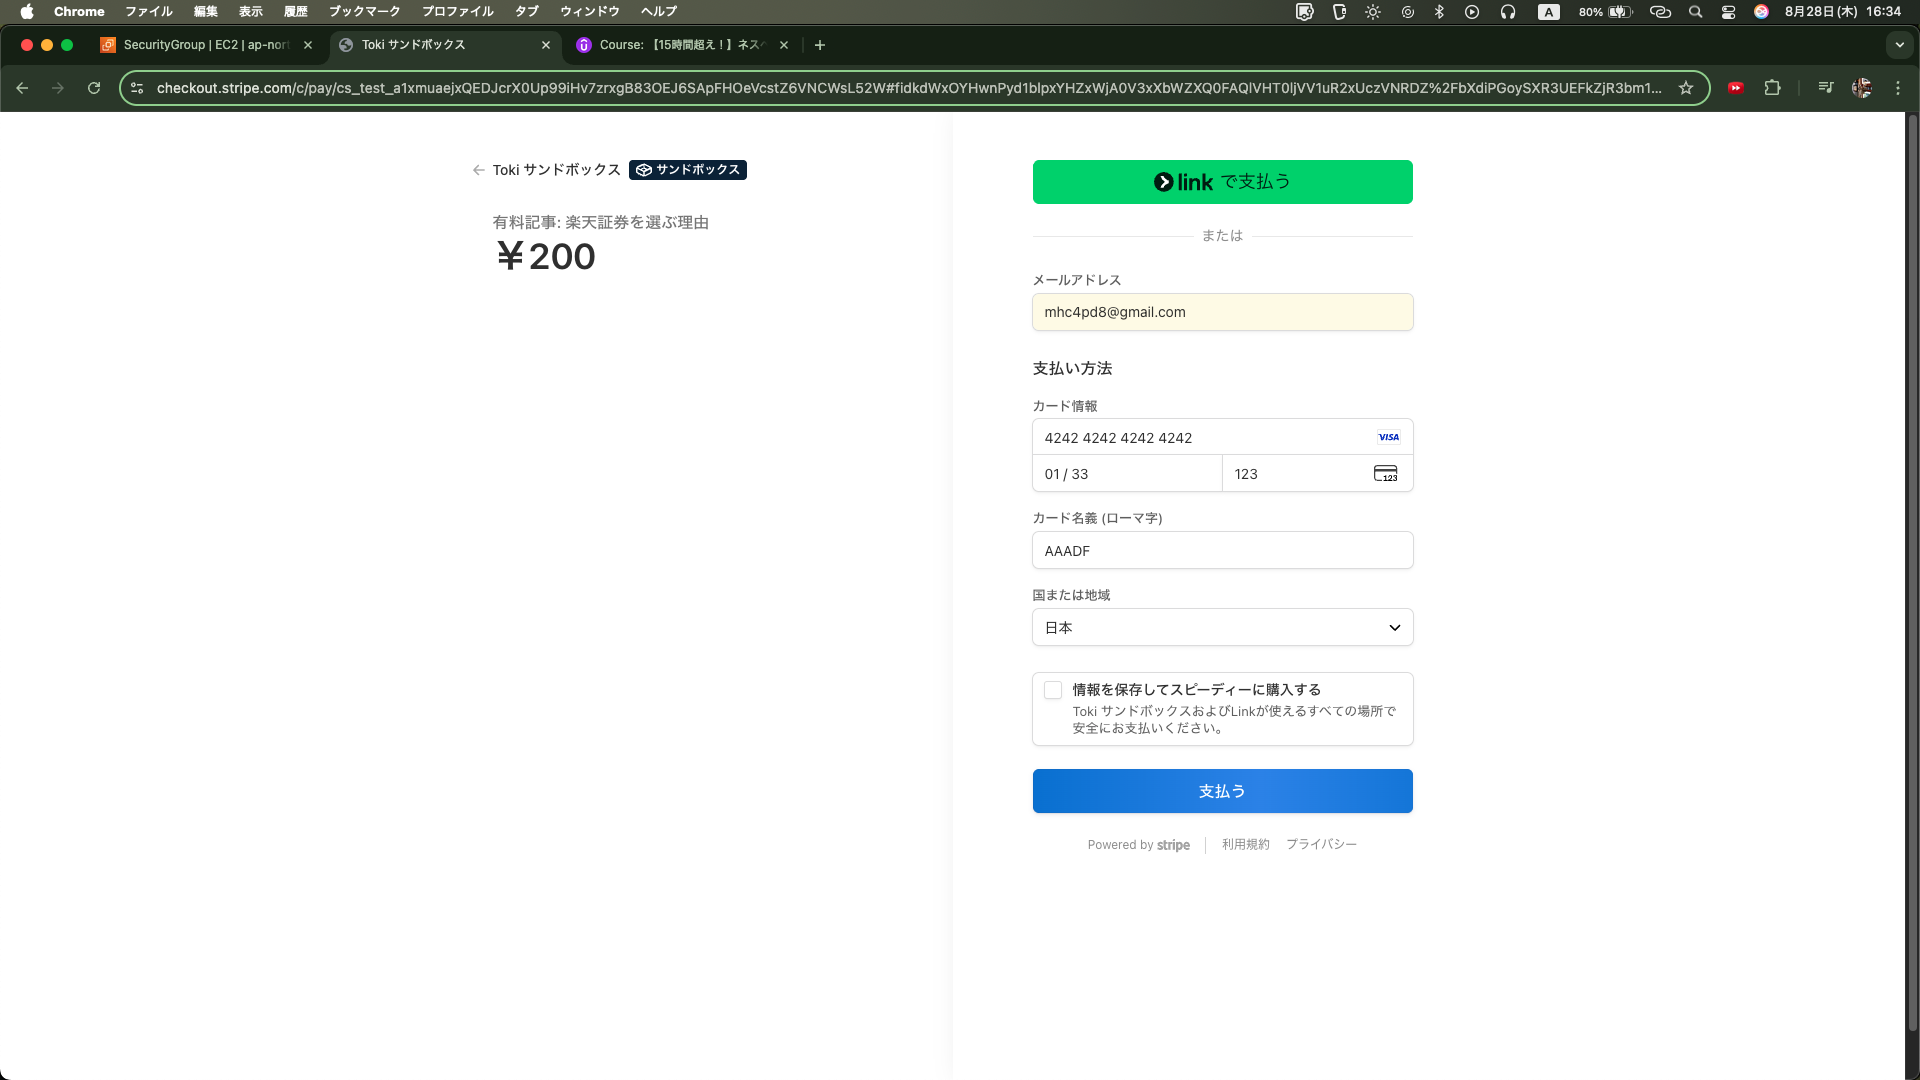 Chrome ファイル 編集 表示 履歴 ブックマーク プロファイル タブ ウィンドウ ヘルプ A 80% 8月28日(木) 16:34
SecurityGroup | EC2 | ap-nort
Toki サンドボックス
Course: 【15時間超え！】ネスペ
checkout.stripe.com/c/pay/cs_test_a1xmuaejxQEDJcrX0Up99iHv7zrxgB83OEJ6SApFHOeVcstZ6VNCWsL52W#fidkdWxOYHwnPyd1blpxYHZxWjA0V3xXbWZXQ0FAQlVHT0ljVV1uR2xUczVNRDZ%2FbXdiPGoySXR3UEFkZjR3bm1...
Toki サンドボックス サンドボックス
有料記事: 楽天証券を選ぶ理由
¥200
link で支払う
または
メールアドレス
mhc4pd8@gmail.com
支払い方法
カード情報
4242 4242 4242 4242 VISA
01 / 33 123 123
カード名義 (ローマ字)
AAADF
国または地域
日本
情報を保存してスピーディーに購入する
Toki サンドボックスおよびLinkが使えるすべての場所で
安全にお支払いください。
支払う
Powered by stripe 利用規約 プライバシー